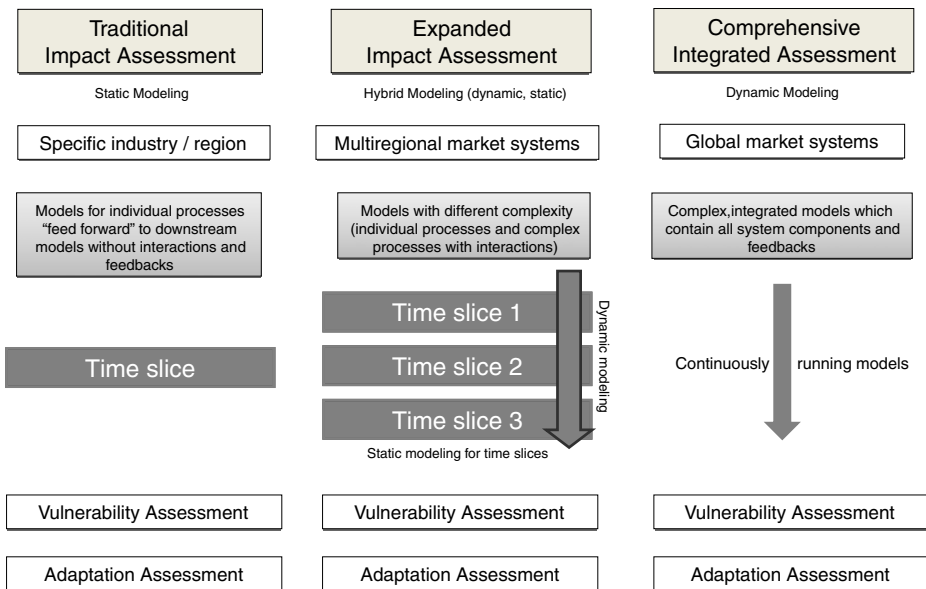 Traditional
Impact Assessment
Static Modeling
Specific industry / region
Models for individual processes
“feed forward” to downstream
models without interactions and
feedbacks
Time slice
Vulnerability Assessment
Adaptation Assessment
Expanded
Impact Assessment
Hybrid Modeling (dynamic, static)
Multiregional market systems
Models with different complexity
(individual processes and complex
processes with interactions)
Time slice 1
Time slice 2
Time slice 3
Dynamic modeling
Static modeling for time slices
Vulnerability Assessment
Adaptation Assessment
Comprehensive
Integrated Assessment
Dynamic Modeling
Global market systems
Complex,integrated models which
contain all system components and
feedbacks
Continuously running models
Vulnerability Assessment
Adaptation Assessment